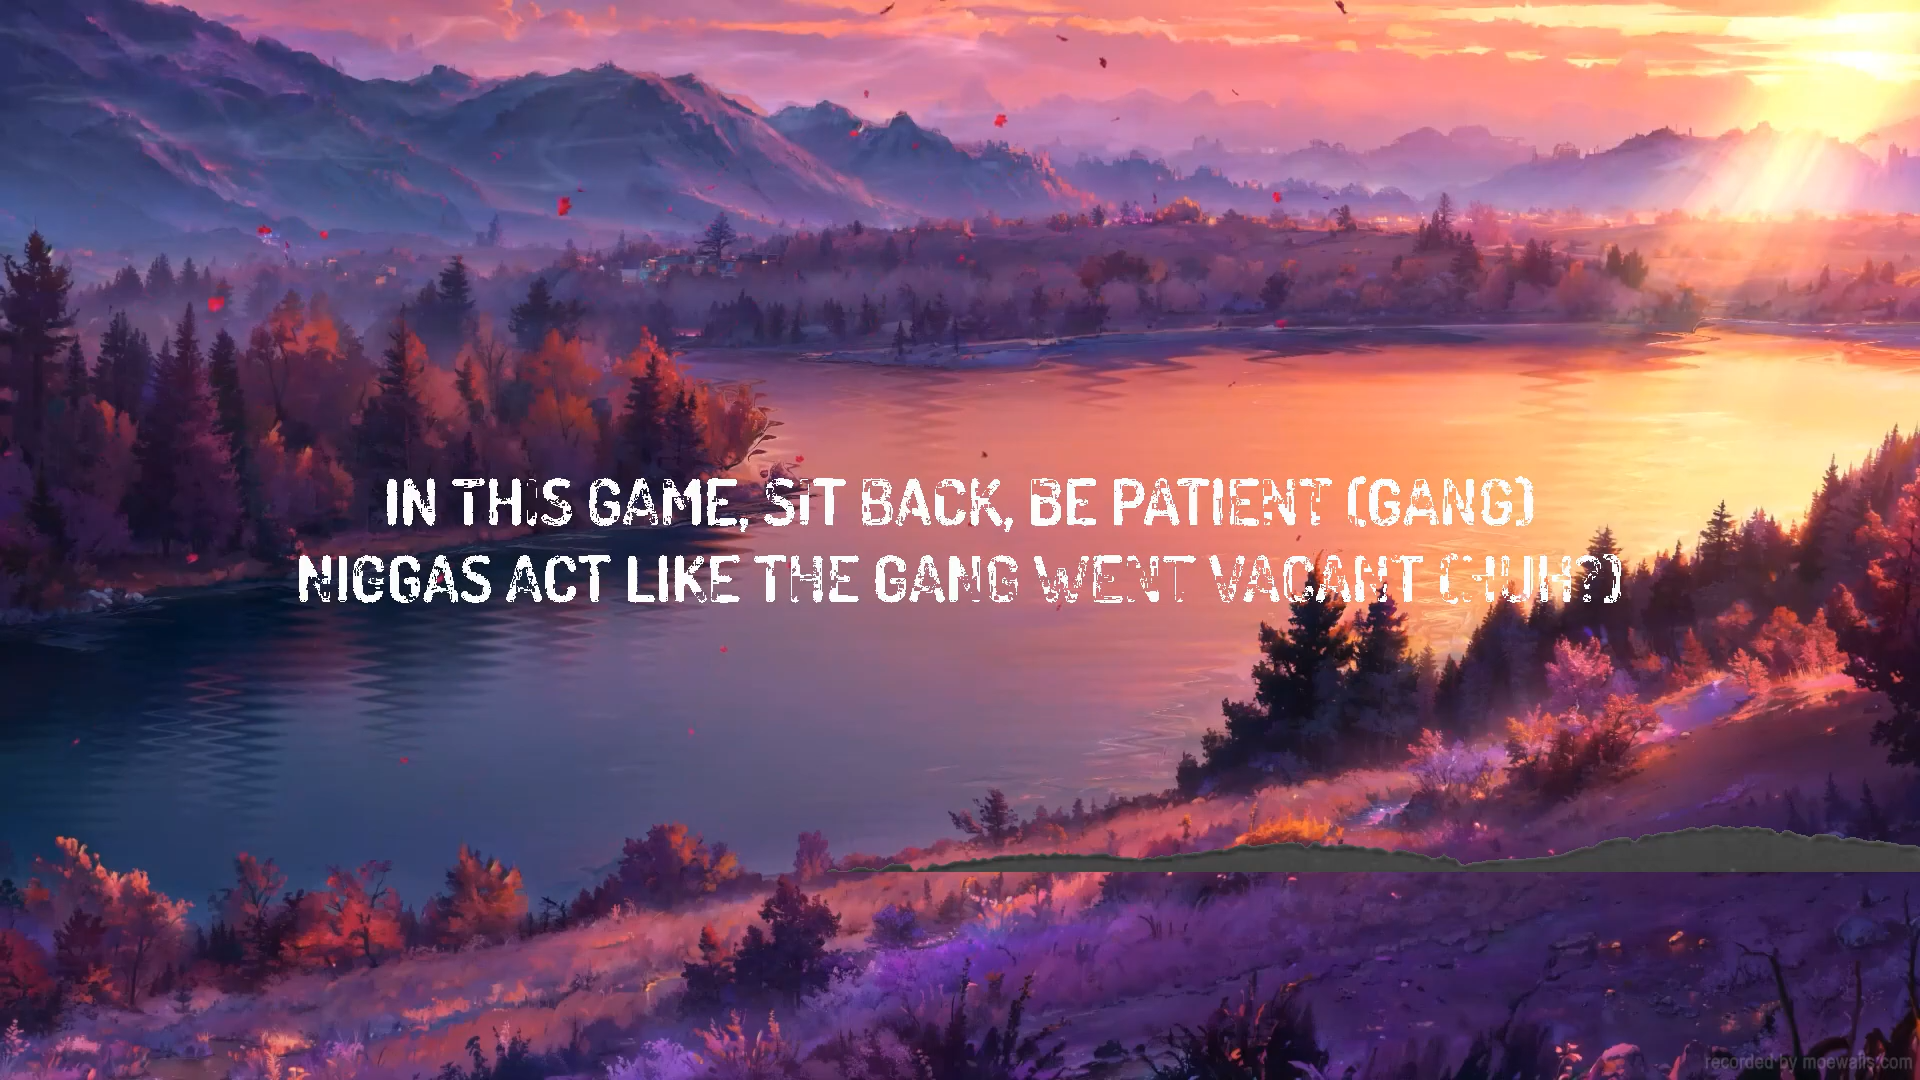 IN THIS GAME, SIT BACK, BE PATIENT (GANG)
NIGGAS ACT LIKE THE GANG WENT VACANT (HUH?)
recorded by moewalls.com